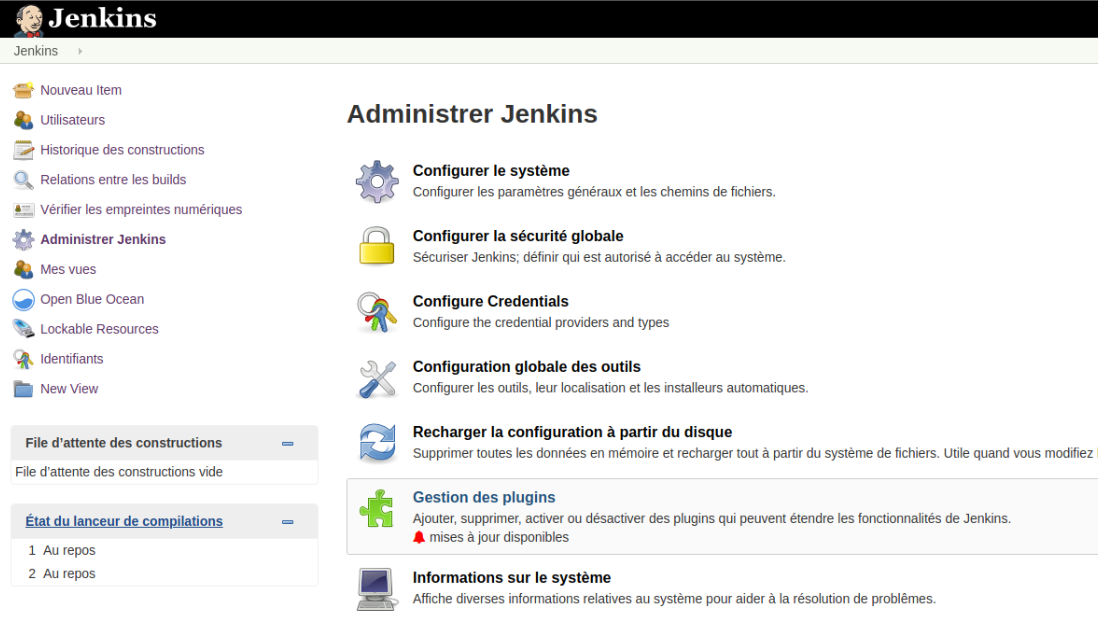 Jenkins
Jenkins
Nouveau Item
Utilisateurs
Historique des constructions
Relations entre les builds
Vérifier les empreintes numériques
Administrer Jenkins
Mes vues
Open Blue Ocean
Lockable Resources
Identifiants
New View
File d'attente des constructions
File d'attente des constructions vide
État du lanceur de compilations
1 Au repos
2 Au repos
Administrer Jenkins
Configurer le système
Configurer les paramètres généraux et les chemins de fichiers.
Configurer la sécurité globale
Sécuriser Jenkins; définir qui est autorisé à accéder au système.
Configure Credentials
Configure the credential providers and types
Configuration globale des outils
Configurer les outils, leur localisation et les installeurs automatiques.
Recharger la configuration à partir du disque
Supprimer toutes les données en mémoire et recharger tout à partir du système de fichiers. Utile quand vous modifiez
Gestion des plugins
Ajouter, supprimer, activer ou désactiver des plugins qui peuvent étendre les fonctionnalités de Jenkins.
mises à jour disponibles
Informations sur le système
Affiche diverses informations relatives au système pour aider à la résolution de problêmes.